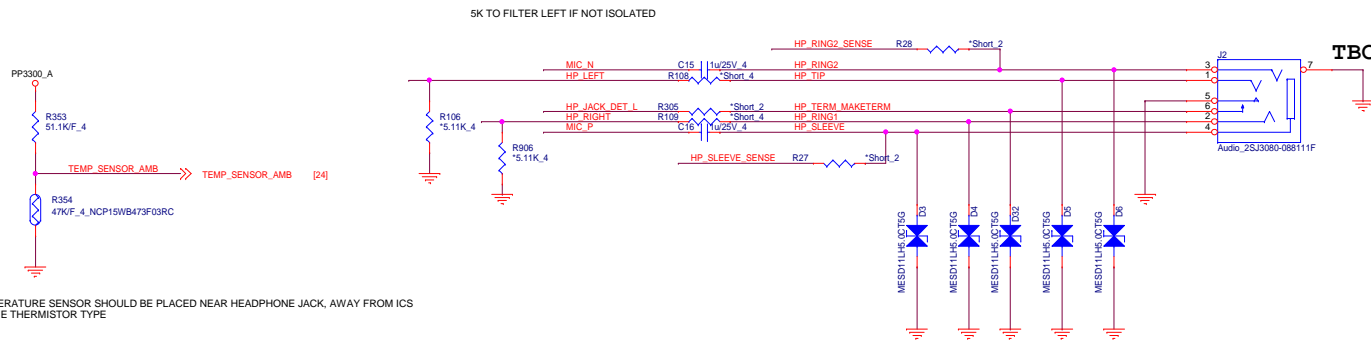 5K TO FILTER LEFT IF NOT ISOLATED
HP_RING2_SENSE R28 *Short_2
J2
TBC
MIC_N C15 1u/25V_4 HP_RING2 3 7
HP_LEFT R108 *Short_4 HP_TIP 1
5
HP_JACK_DET_L R305 *Short_2 HP_TERM_MAKETERM 6
HP_RIGHT R109 *Short_4 HP_RING1 2
MIC_P C16 1u/25V_4 HP_SLEEVE 4
Audio_2SJ3080-088111F
HP_SLEEVE_SENSE R27 *Short_2
PP3300_A
R353
51.1K/F_4
R106
*5.11K_4
R906
*5.11K_4
TEMP_SENSOR_AMB TEMP_SENSOR_AMB [24]
R354
47K/F_4_NCP15WB473F03RC
MESD11LH5.0CT5G D3
MESD11LH5.0CT5G D4
MESD11LH5.0CT5G D32
MESD11LH5.0CT5G D5
MESD11LH5.0CT5G D6
ERATURE SENSOR SHOULD BE PLACED NEAR HEADPHONE JACK, AWAY FROM ICS
E THERMISTOR TYPE